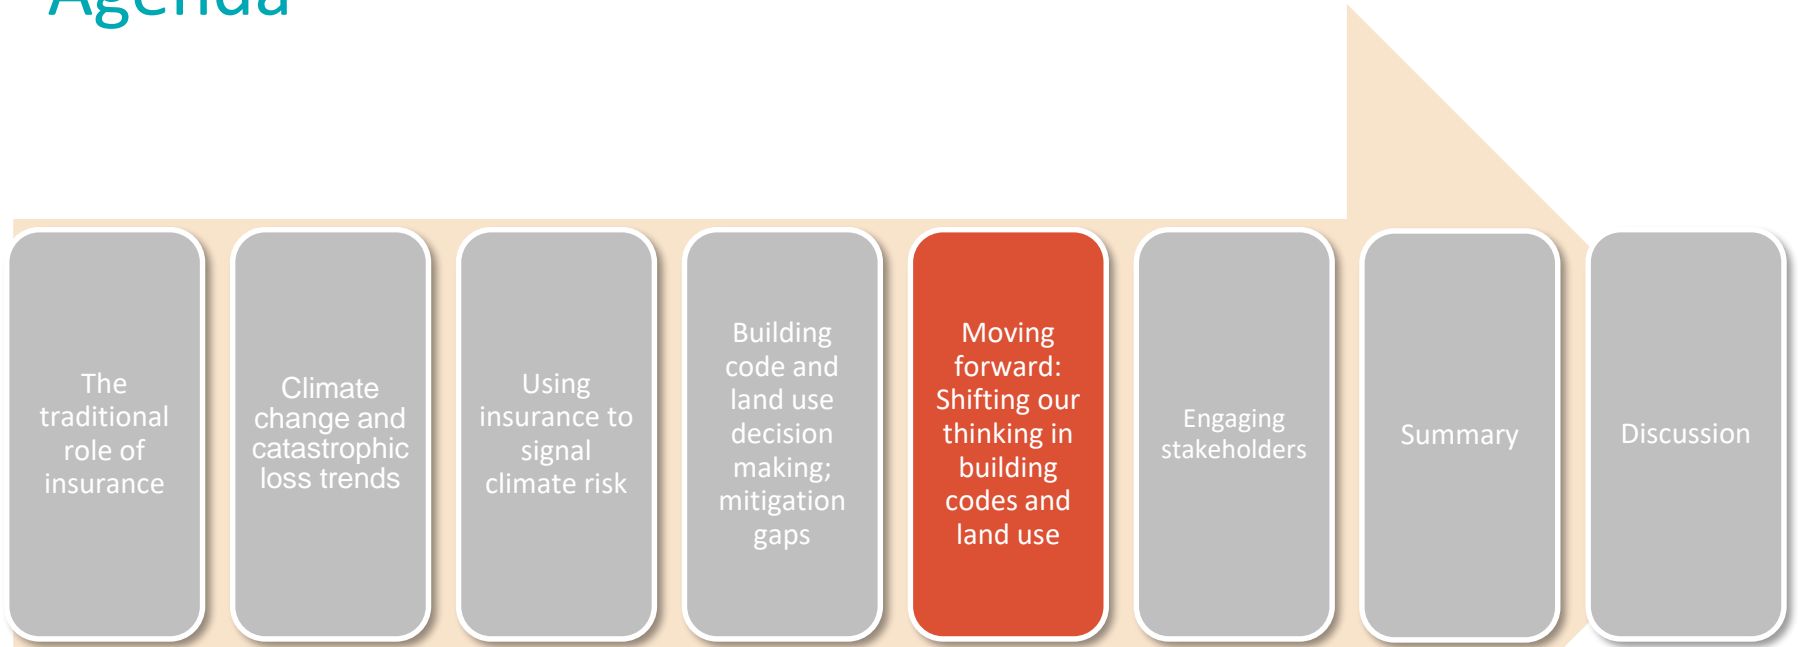 Agenda
The
traditional
role of
insurance
Climate
change and
catastrophic
loss trends
Using
insurance to
signal
climate risk
Building
code and
land use
decision
making;
mitigation
gaps
Moving
forward:
Shifting our
thinking in
building
codes and
land use
Engaging
stakeholders
Summary
Discussion